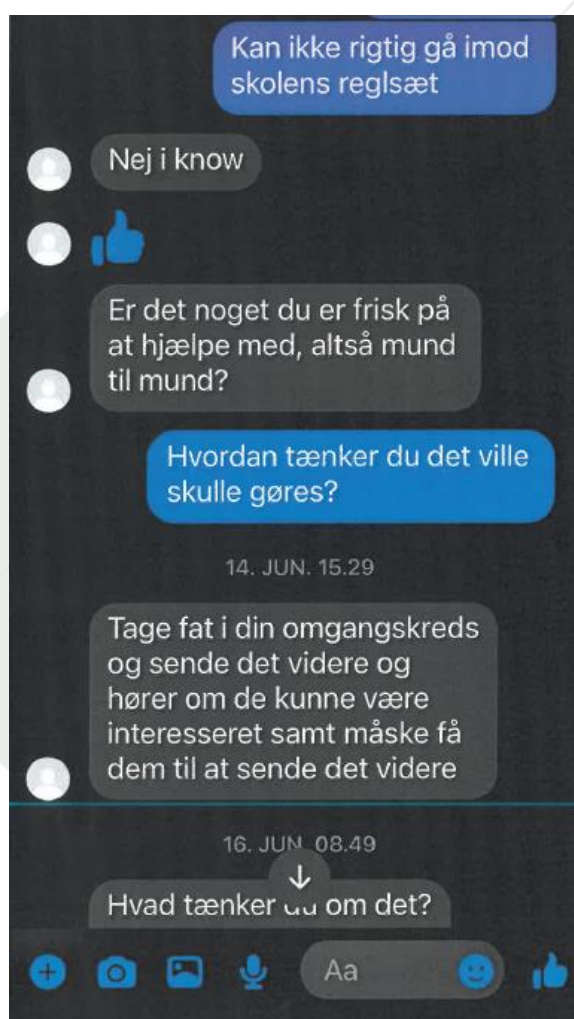 Kan ikke rigtig gå imod
skolens reglsæt
Nej i know
Er det noget du er frisk på
at hjælpe med, altså mund
til mund?
Hvordan tænker du det ville
skulle gøres?
14. JUN. 15.29
Tage fat i din omgangskreds
og sende det videre og
hører om de kunne være
interesseret samt måske få
dem til at sende det videre
16. JUN. 08.49
Hvad tænker du om det?
Aa